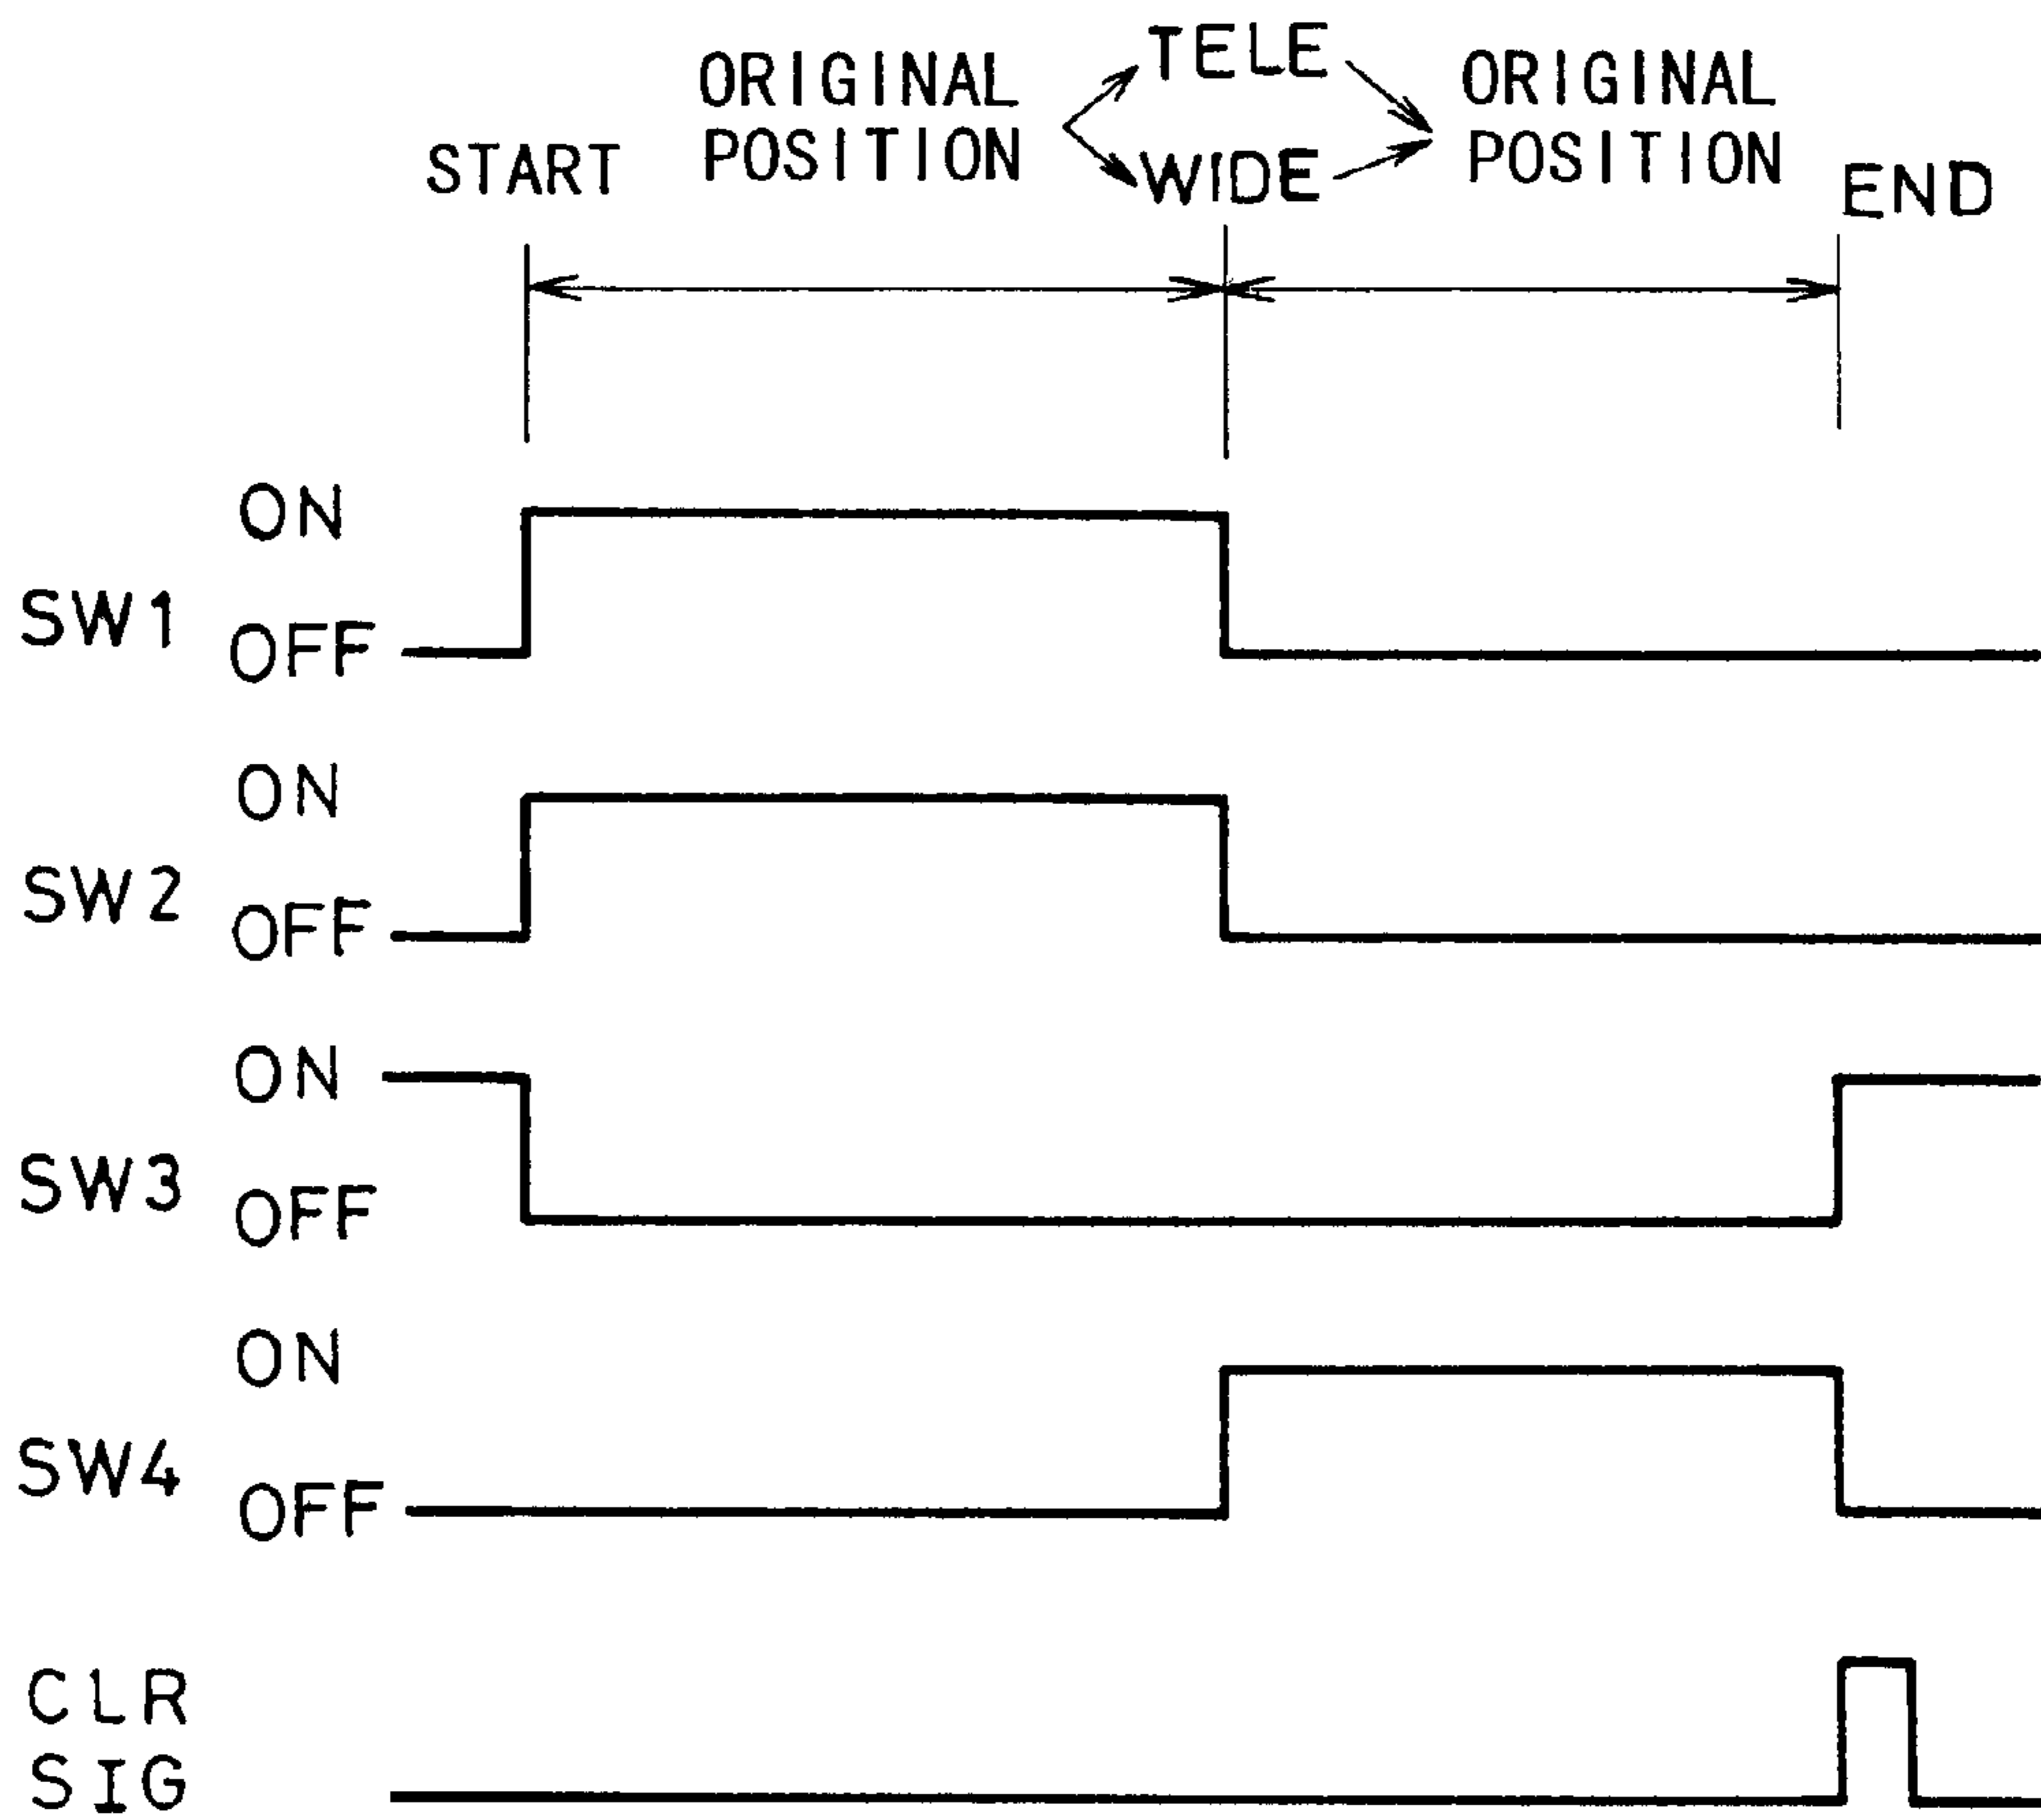 START
ORIGINAL
POSITION
TELE
WIDE
ORIGINAL
POSITION
END
ON
SW1
OFF
ON
SW2
OFF
ON
SW3
OFF
ON
SW4
OFF
CLR
SIG